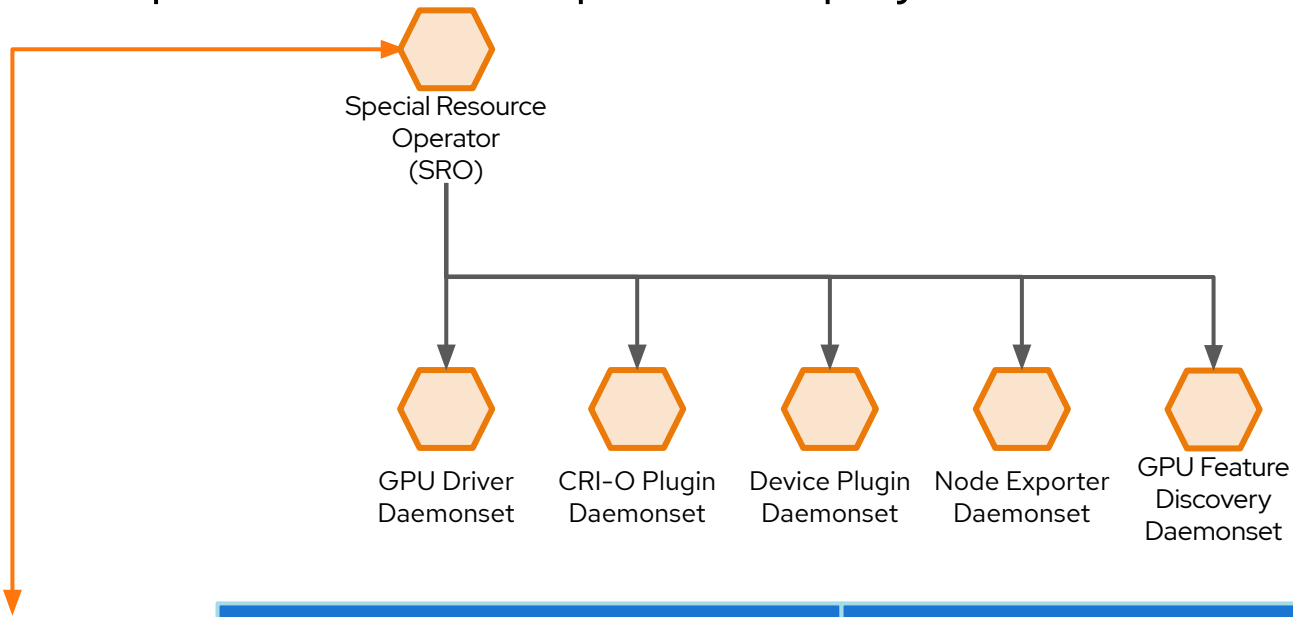 Special Resource
Operator
(SRO)
GPU Driver
Daemonset
CRI-O Plugin
Daemonset
Device Plugin
Daemonset
Node Exporter
Daemonset
GPU Feature
Discovery
Daemonset